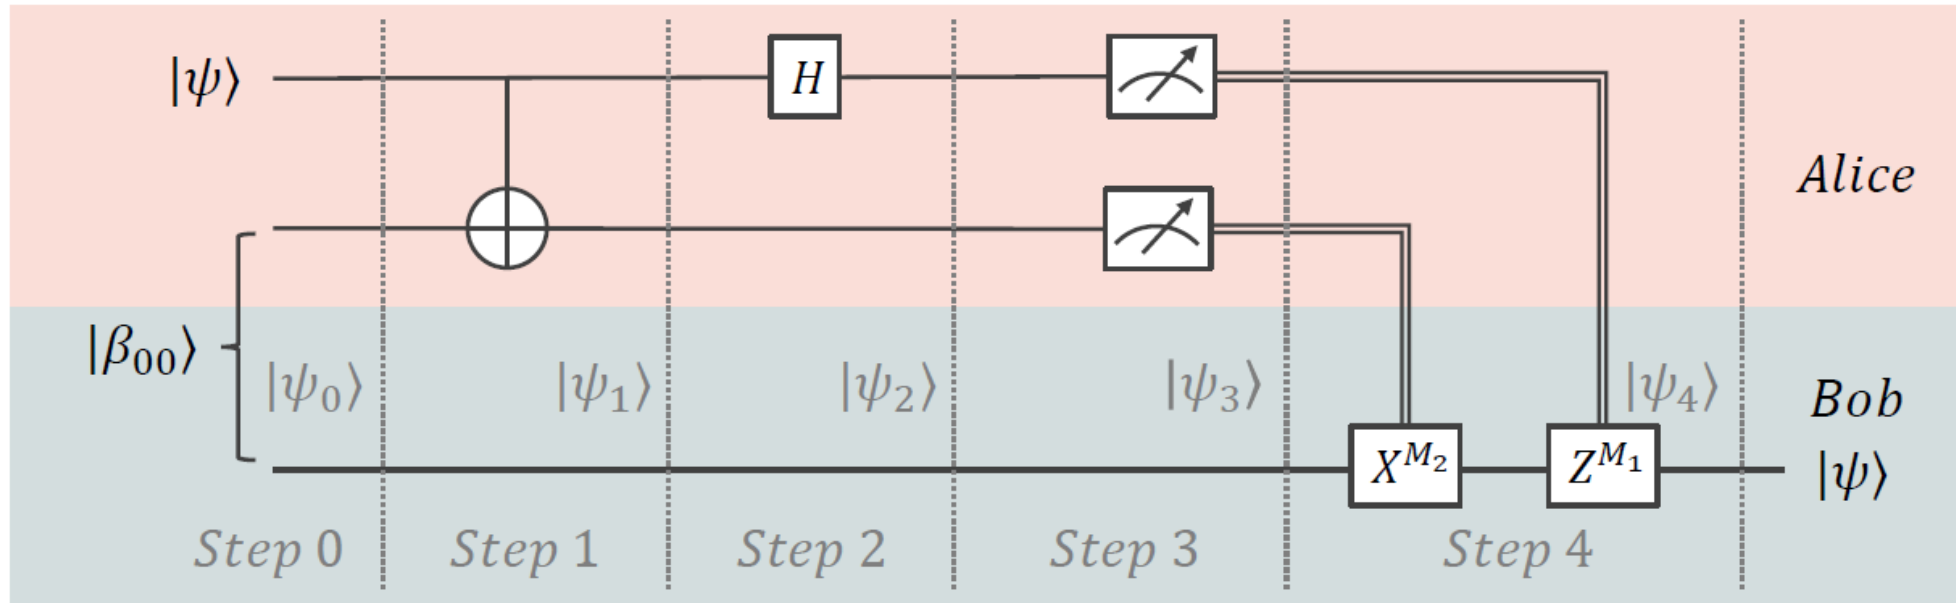 |ψ⟩
H
Alice
|β₀₀⟩
|ψ₀⟩ |ψ₁⟩ |ψ₂⟩ |ψ₃⟩ |ψ₄⟩
Bob
X^{M₂} Z^{M₁} |ψ⟩
Step 0 Step 1 Step 2 Step 3 Step 4